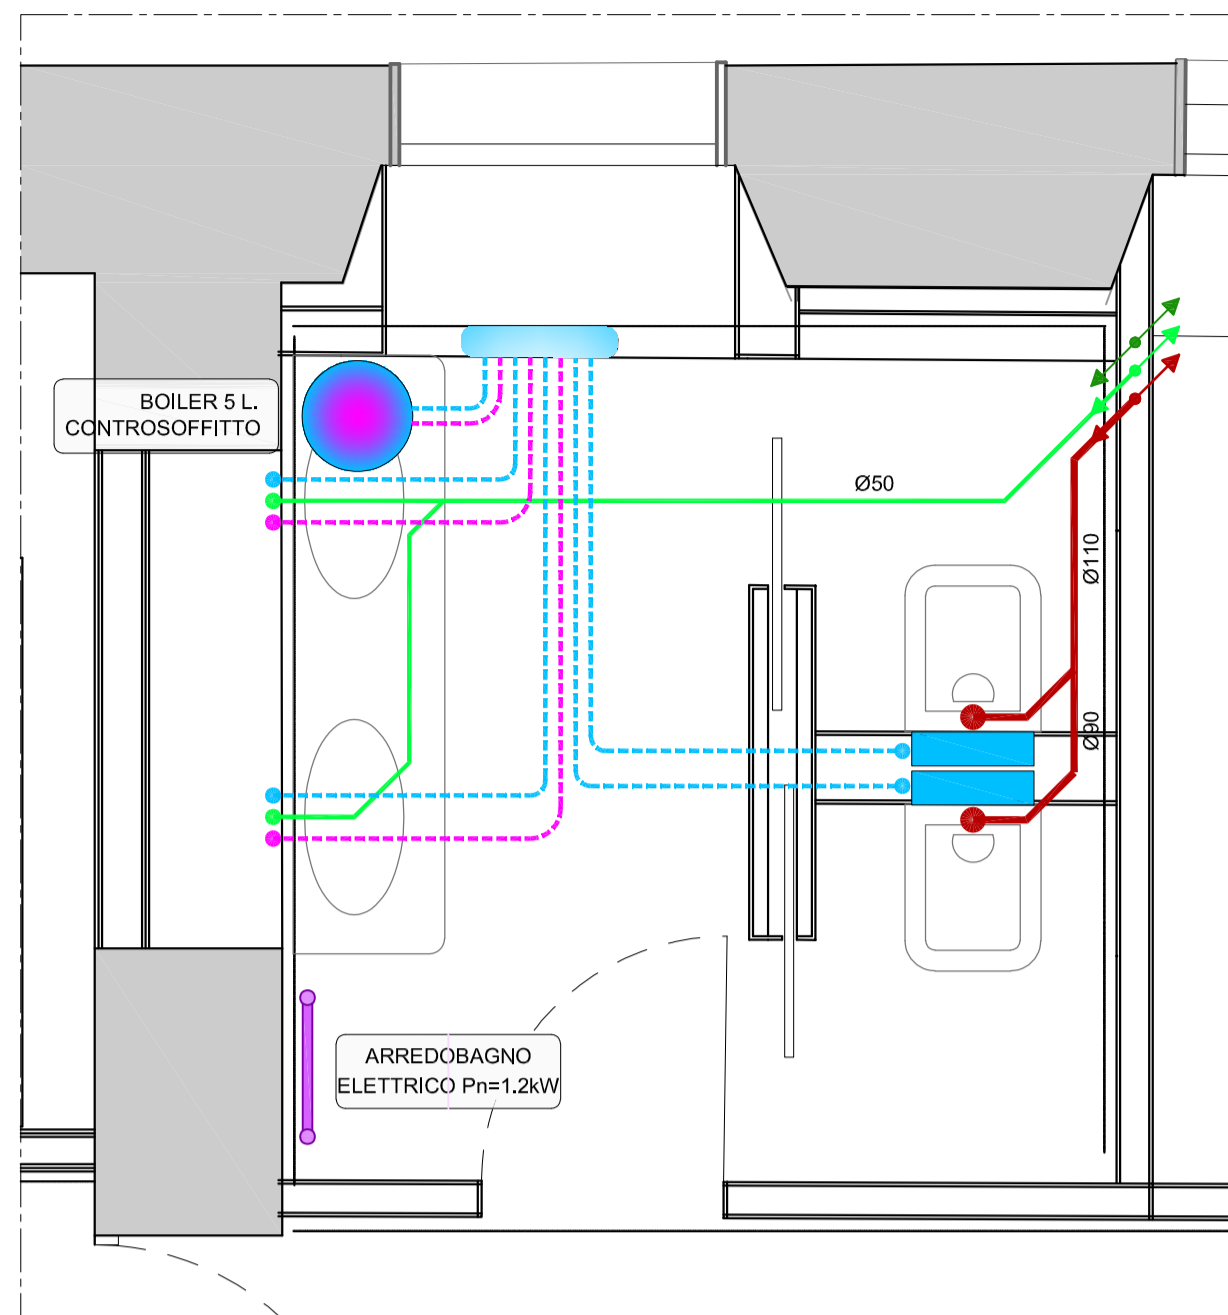 BOILER 5 L.
CONTROSOFFITTO
Ø50
Ø110
Ø90
ARREDOBAGNO
ELETTRICO Pn=1.2kW